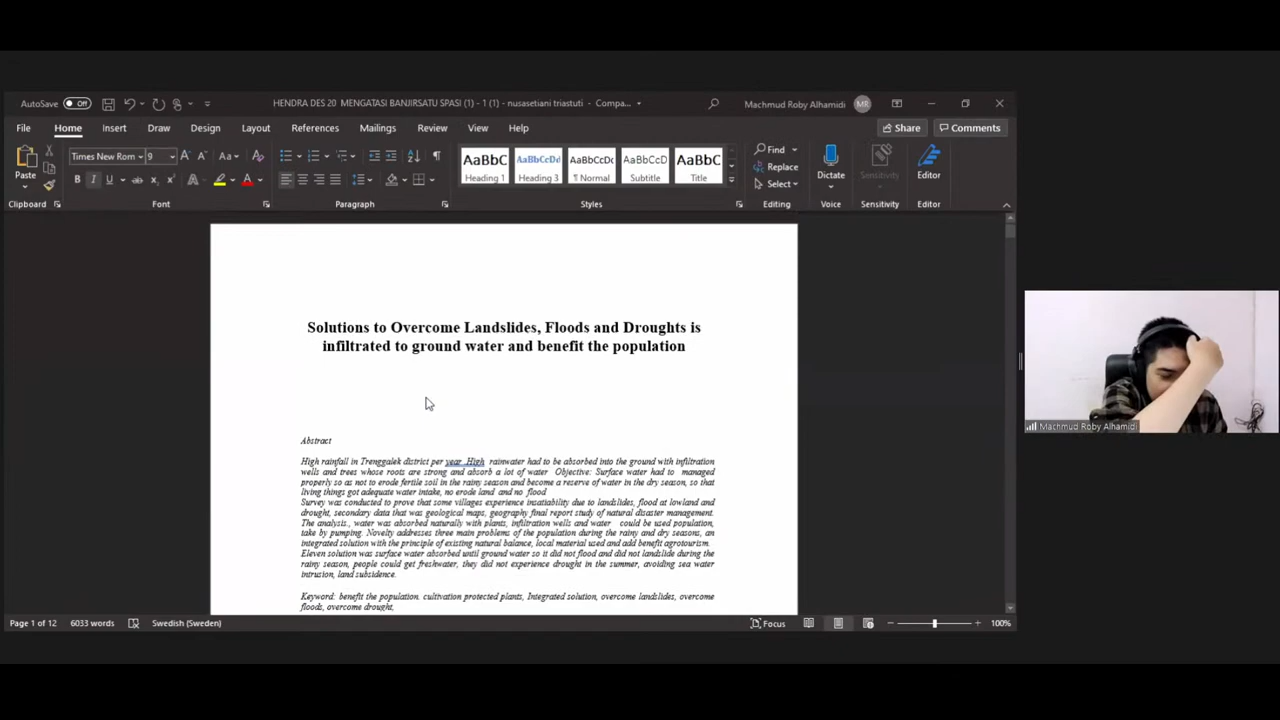 AutoSave Off HENDRA DES 20 MENGATASI BANJIRSATU SPASI (1) - 1 (1) - nusasetiani triastuti - Compa... Machmud Roby Alhamidi MR
File Home Insert Draw Design Layout References Mailings Review View Help Share Comments
Times New Rom 9 Aa
Paste
B I U ab x₂ x² A A
AaBbC AaBbCcDd AaBbCcDc AaBbCcD AaBbC
Heading 1 Heading 3 ¶ Normal Subtitle Title
Find
Replace
Select
Dictate Sensitivity Editor
Clipboard Font Paragraph Styles Editing Voice Sensitivity Editor
Solutions to Overcome Landslides, Floods and Droughts is
infiltrated to ground water and benefit the population
Abstract
High rainfall in Trenggalek district per year .High rainwater had to be absorbed into the ground with infiltration
wells and trees whose roots are strong and absorb a lot of water Objective: Surface water had to managed
properly so as not to erode fertile soil in the rainy season and become a reserve of water in the dry season, so that
living things got adequate water intake, no erode land and no flood
Survey was conducted to prove that some villages experience insatiability due to landslides, flood at lowland and
drought, secondary data that was geological maps, geography final report study of natural disaster management.
The analysis., water was absorbed naturally with plants, infiltration wells and water could be used population,
take by pumping. Novelty addresses three main problems of the population during the rainy and dry seasons, an
integrated solution with the principle of existing natural balance, local material used and add benefit agrotourism.
Eleven solution was surface water absorbed until ground water so it did not flood and did not landslide during the
rainy season, people could get freshwater, they did not experience drought in the summer, avoiding sea water
intrusion, land subsidence.
Keyword: benefit the population. cultivation protected plants, Integrated solution, overcome landslides, overcome
floods, overcome drought,
Page 1 of 12 6033 words Swedish (Sweden) Focus 100%
Machmud Roby Alhamidi